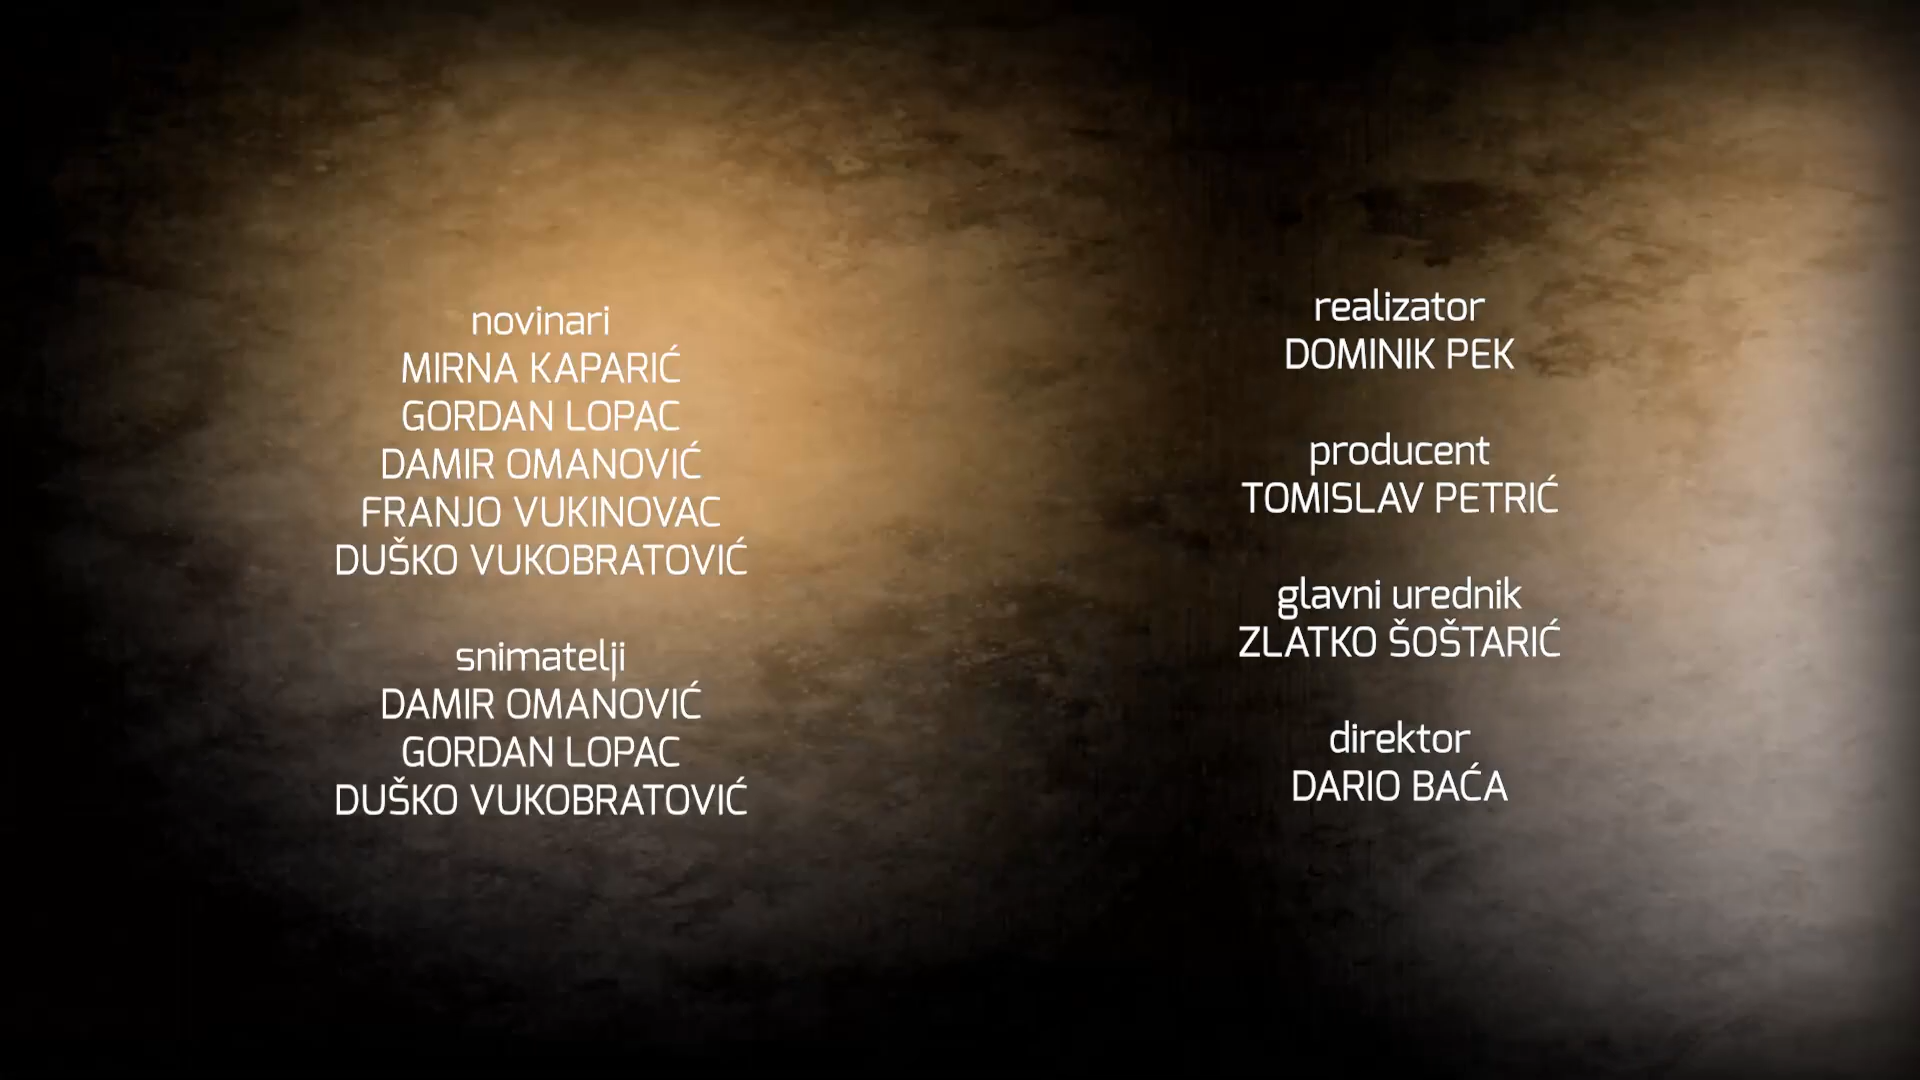 novinari
MIRNA KAPARIĆ
GORDAN LOPAC
DAMIR OMANOVIĆ
FRANJO VUKINOVAC
DUŠKO VUKOBRATOVIĆ
snimatelji
DAMIR OMANOVIĆ
GORDAN LOPAC
DUŠKO VUKOBRATOVIĆ
realizator
DOMINIK PEK
producent
TOMISLAV PETRIĆ
glavni urednik
ZLATKO ŠOŠTARIĆ
direktor
DARIO BAĆA